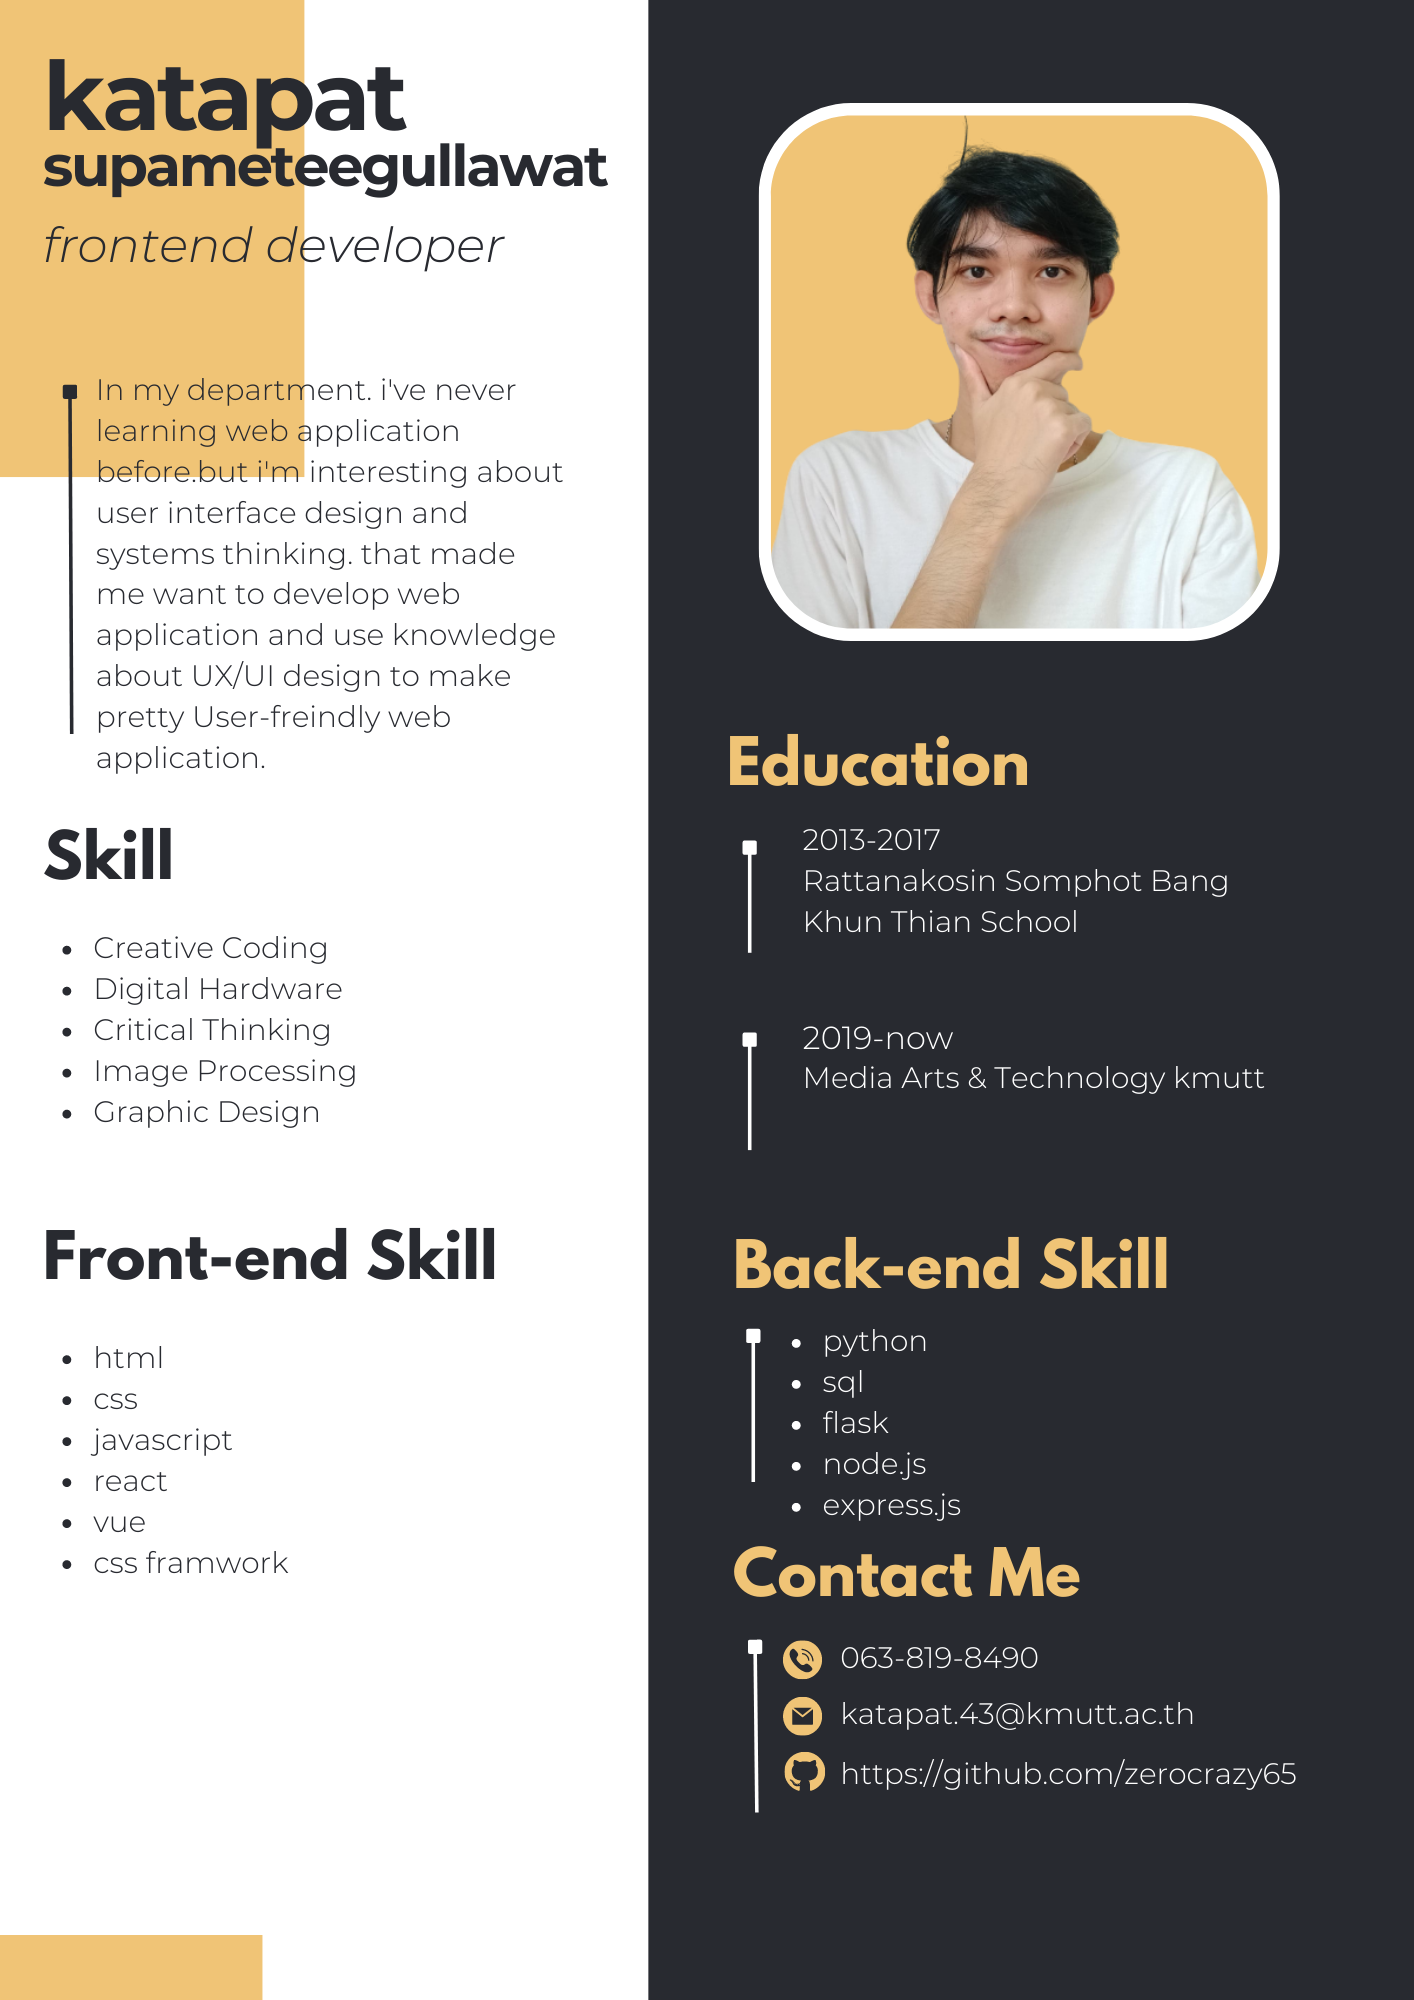 katapat
supameteegullawat
frontend developer
In my department. i've never
learning web application
before.but i'm interesting about
user interface design and
systems thinking. that made
me want to develop web
application and use knowledge
about UX/UI design to make
pretty User-freindly web
application.
Skill
• Creative Coding
• Digital Hardware
• Critical Thinking
• Image Processing
• Graphic Design
Front-end Skill
• html
• css
• javascript
• react
• vue
• css framwork
Education
2013-2017
Rattanakosin Somphot Bang
Khun Thian School
2019-now
Media Arts & Technology kmutt
Back-end Skill
• python
• sql
• flask
• node.js
• express.js
Contact Me
063-819-8490
katapat.43@kmutt.ac.th
https://github.com/zerocrazy65